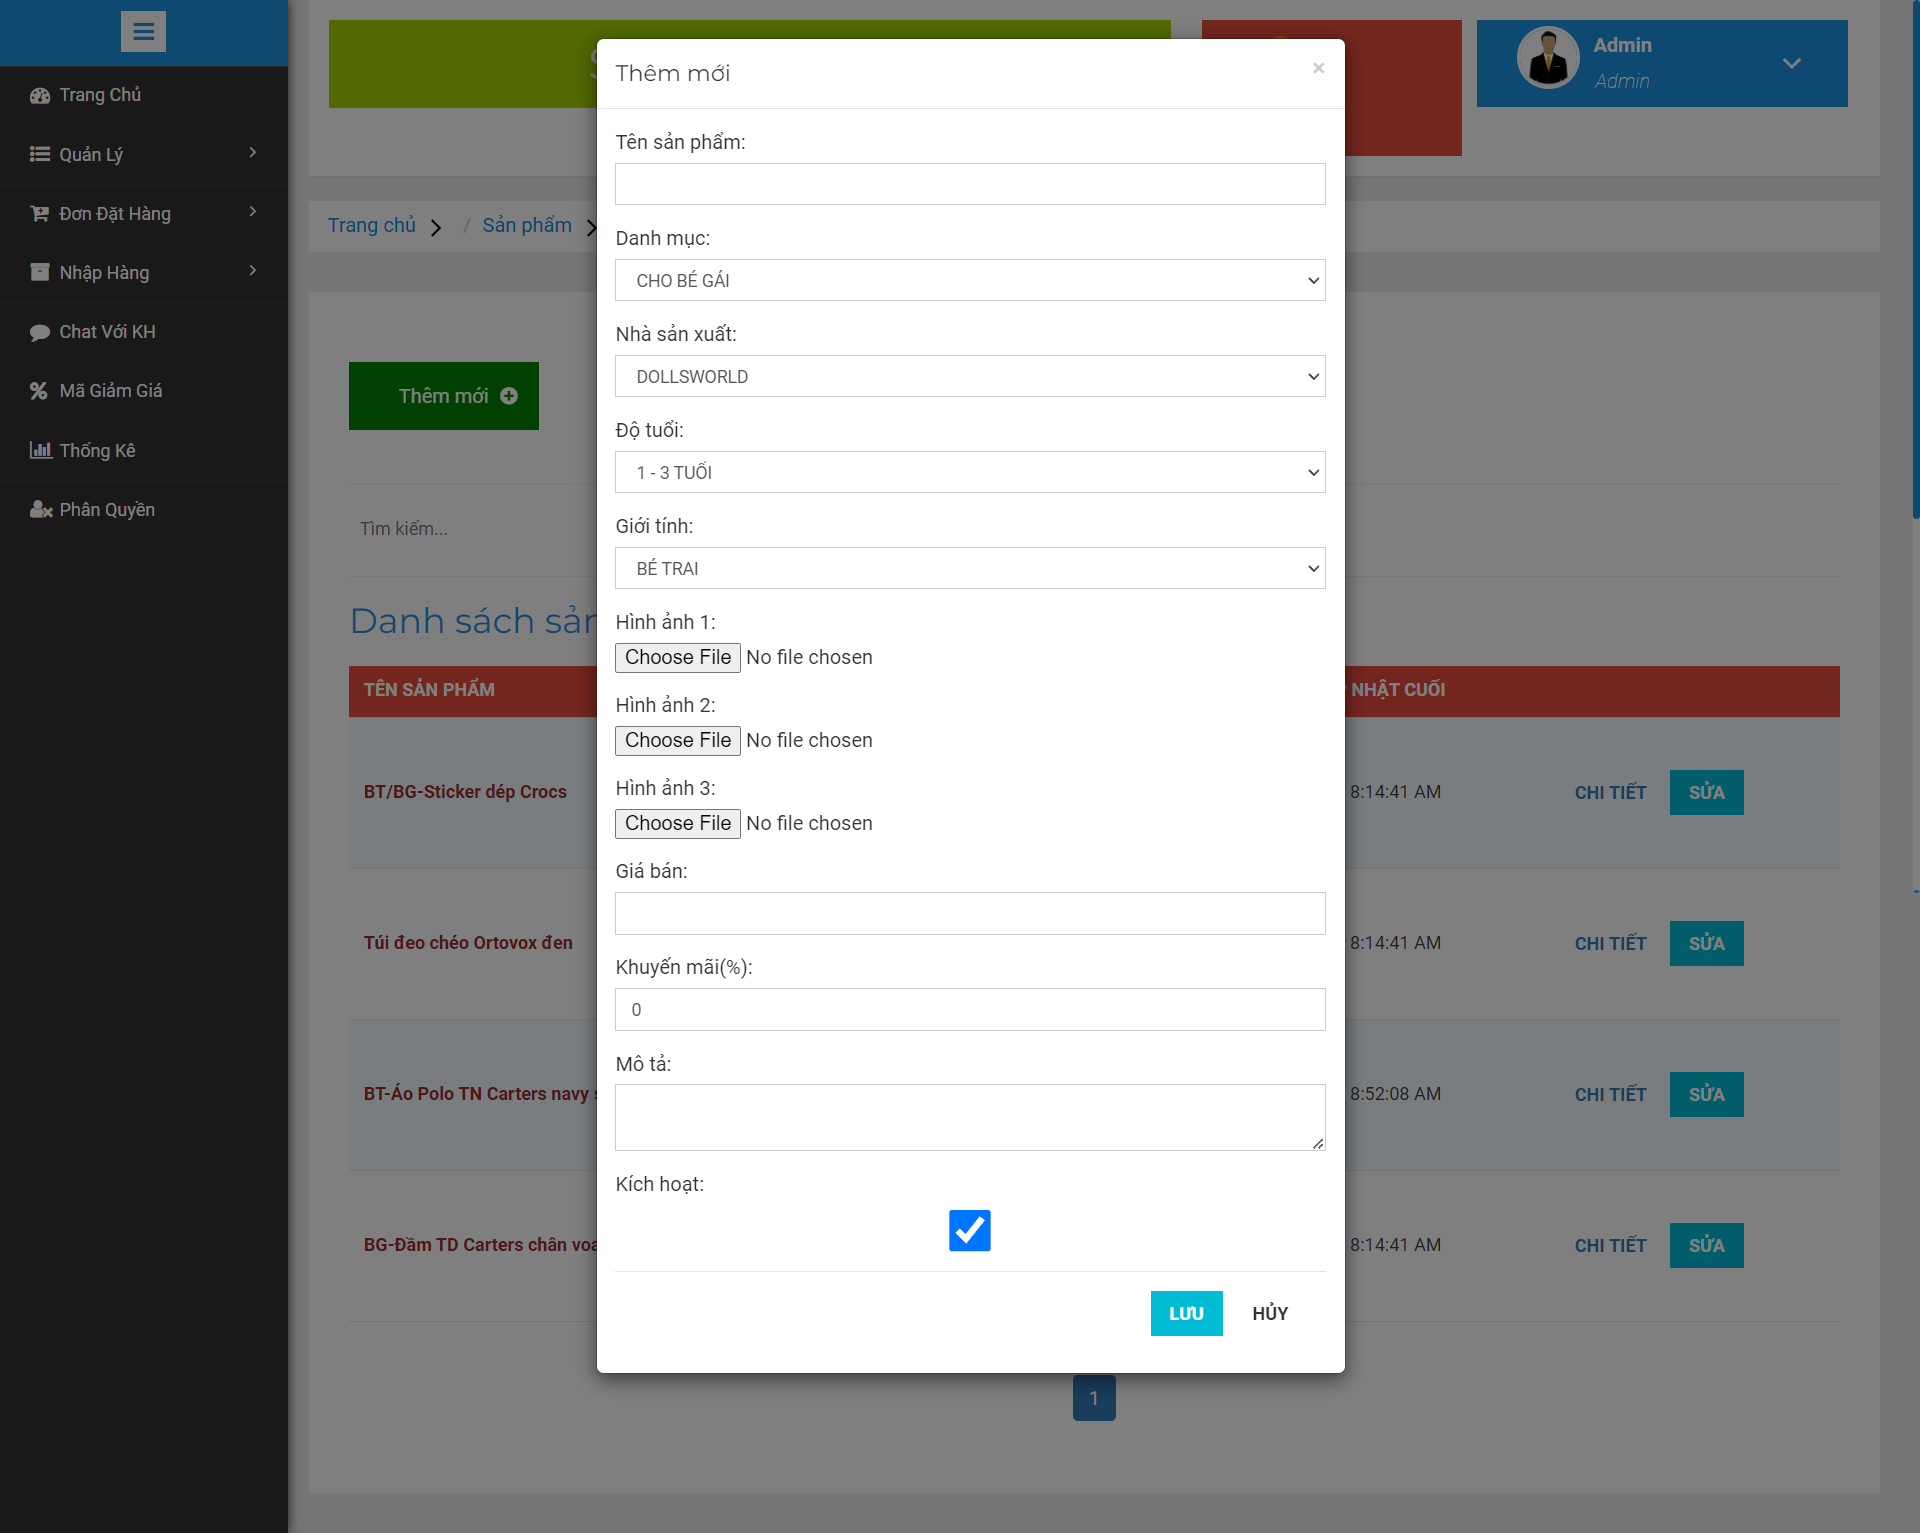 Admin
Admin
Trang Chủ
Quản Lý
Đơn Đặt Hàng
Nhập Hàng
Chat Với KH
Mã Giảm Giá
Thống Kê
Phân Quyền
Trang chủ / Sản phẩm
Thêm mới
Tìm kiếm...
Danh sách sản
TÊN SẢN PHẨM
NHẬT CUỐI
BT/BG-Sticker dép Crocs
8:14:41 AM
CHI TIẾT
SỬA
Túi đeo chéo Ortovox đen
8:14:41 AM
CHI TIẾT
SỬA
BT-Áo Polo TN Carters navy
8:52:08 AM
CHI TIẾT
SỬA
BG-Đầm TD Carters chân voa
8:14:41 AM
CHI TIẾT
SỬA
1
Thêm mới
×
Tên sản phẩm:
Danh mục:
CHO BÉ GÁI
Nhà sản xuất:
DOLLSWORLD
Độ tuổi:
1 - 3 TUỔI
Giới tính:
BÉ TRAI
Hình ảnh 1:
Choose File No file chosen
Hình ảnh 2:
Choose File No file chosen
Hình ảnh 3:
Choose File No file chosen
Giá bán:
Khuyến mãi(%):
0
Mô tả:
Kích hoạt:
LƯU
HỦY